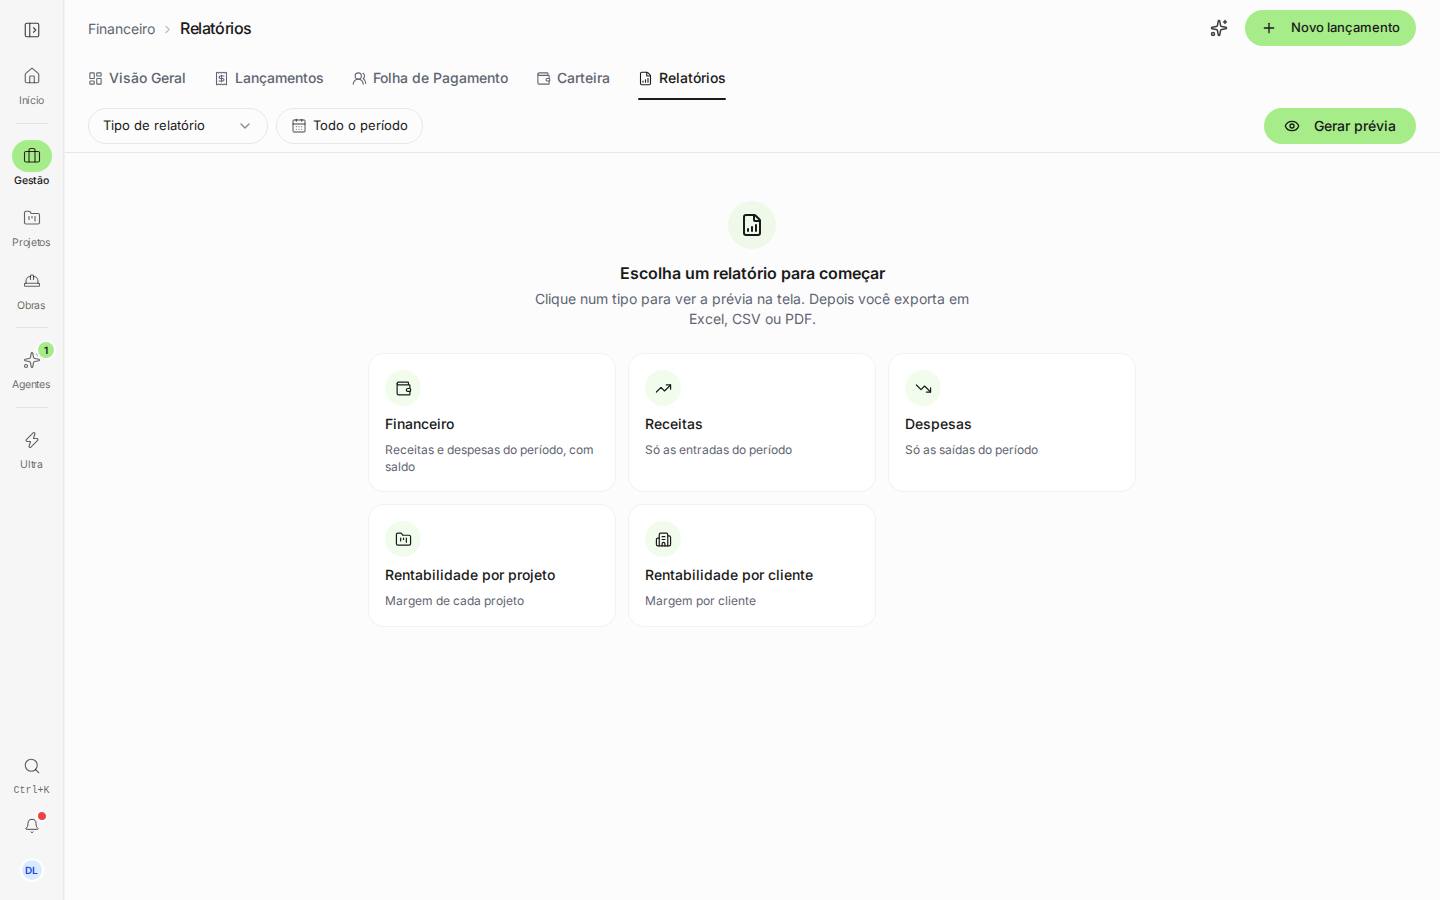 Financeiro > Relatórios
Novo lançamento
Visão Geral
Lançamentos
Folha de Pagamento
Carteira
Relatórios
Tipo de relatório
Todo o período
Gerar prévia
Início
Gestão
Projetos
Obras
1
Agentes
Ultra
Ctrl+K
DL
Escolha um relatório para começar
Clique num tipo para ver a prévia na tela. Depois você exporta em
Excel, CSV ou PDF.
Financeiro
Receitas e despesas do período, com
saldo
Receitas
Só as entradas do período
Despesas
Só as saídas do período
Rentabilidade por projeto
Margem de cada projeto
Rentabilidade por cliente
Margem por cliente